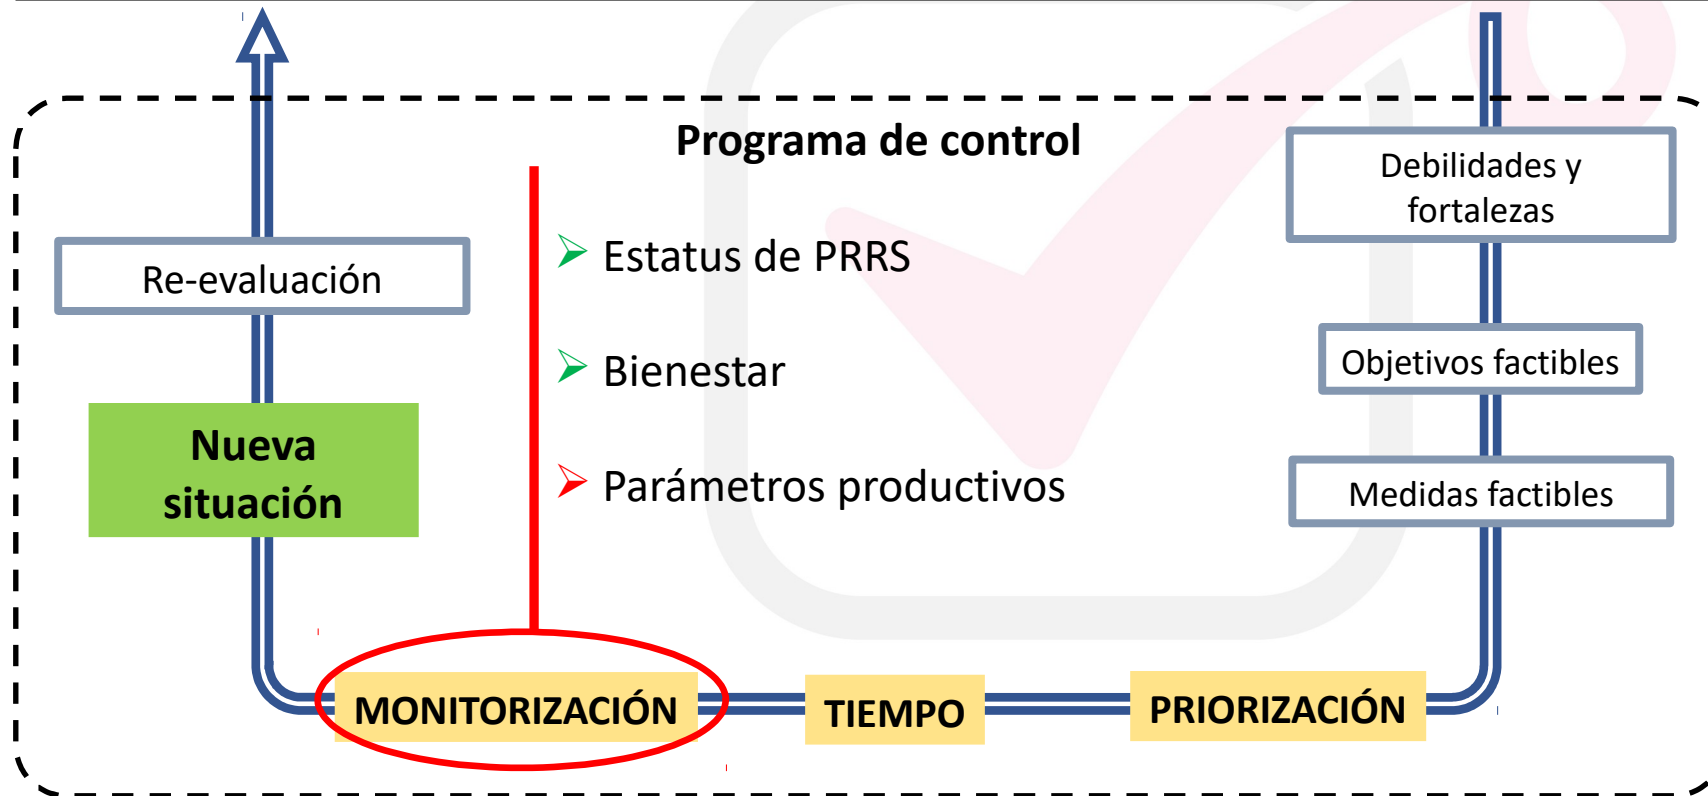 Programa de control
Debilidades y
fortalezas
Re-evaluación
Estatus de PRRS
Objetivos factibles
Bienestar
Nueva
situación
Parámetros productivos
Medidas factibles
MONITORIZACIÓN
TIEMPO
PRIORIZACIÓN